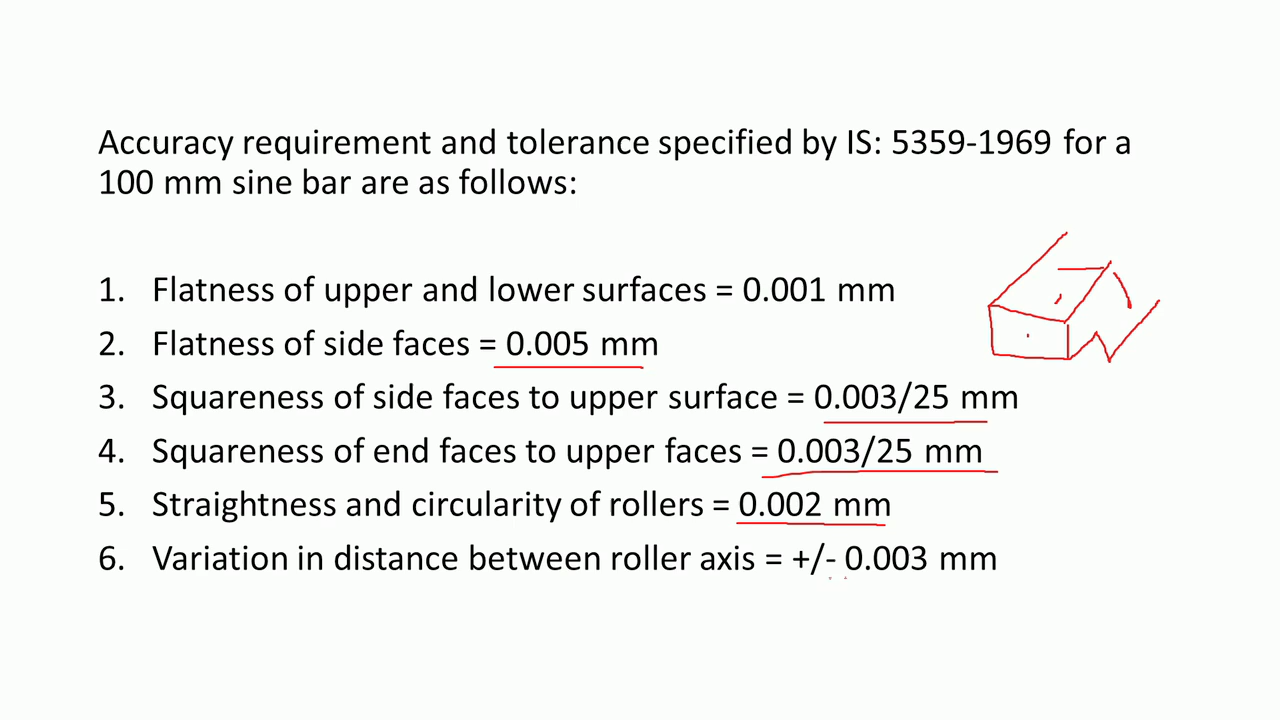 Accuracy requirement and tolerance specified by IS: 5359-1969 for a
100 mm sine bar are as follows:
1. Flatness of upper and lower surfaces = 0.001 mm
2. Flatness of side faces = 0.005 mm
3. Squareness of side faces to upper surface = 0.003/25 mm
4. Squareness of end faces to upper faces = 0.003/25 mm
5. Straightness and circularity of rollers = 0.002 mm
6. Variation in distance between roller axis = +/- 0.003 mm